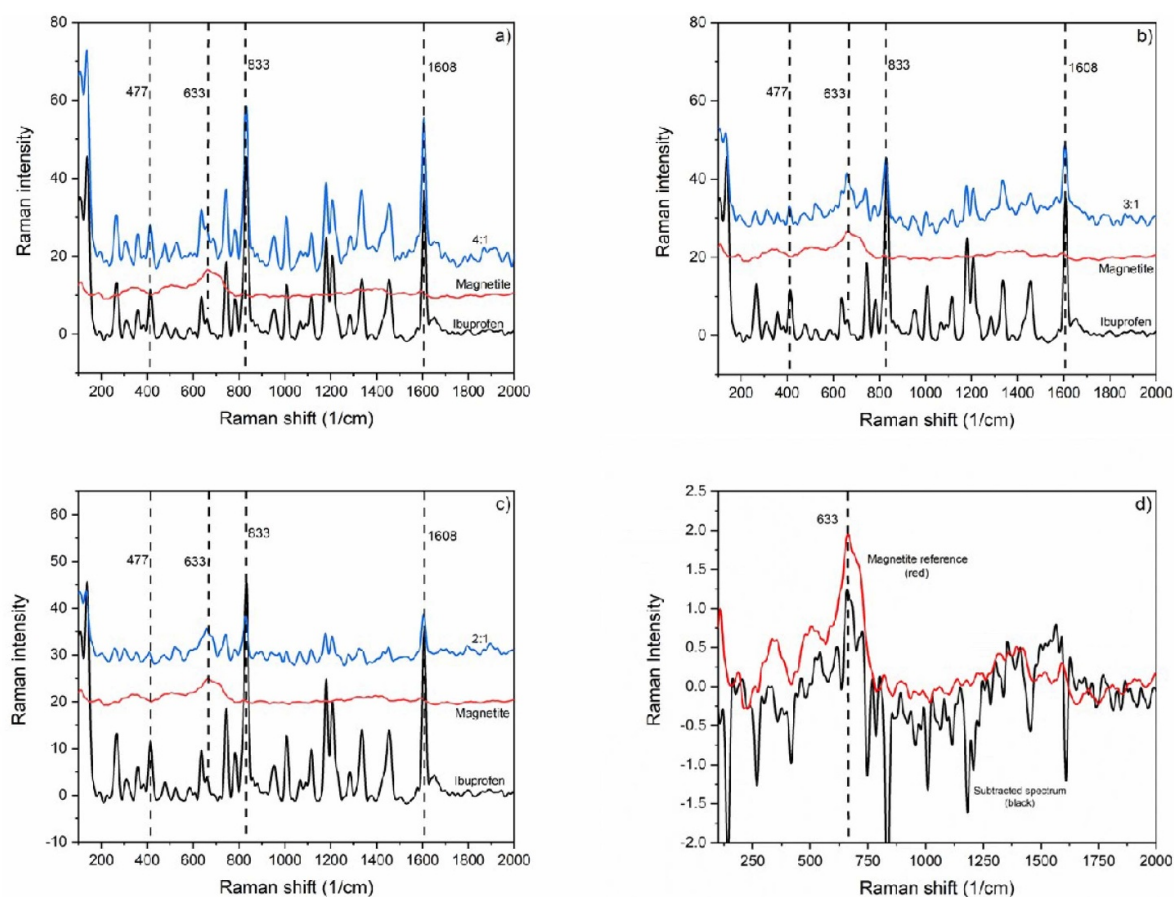 a)
80
60
40
20
0
Raman intensity
477
633
833
1608
4:1
Magnetite
Ibuprofen
200 400 600 800 1000 1200 1400 1600 1800 2000
Raman shift (1/cm)
b)
80
60
40
20
0
Raman intensity
477
633
833
1608
3:1
Magnetite
Ibuprofen
200 400 600 800 1000 1200 1400 1600 1800 2000
Raman shift (1/cm)
c)
60
50
40
30
20
10
0
-10
Raman intensity
477
633
833
1608
2:1
Magnetite
Ibuprofen
200 400 600 800 1000 1200 1400 1600 1800 2000
Raman shift (1/cm)
d)
2.5
2.0
1.5
1.0
0.5
0.0
-0.5
-1.0
-1.5
-2.0
Raman Intensity
633
Magnetite reference
(red)
Subtracted spectrum
(black)
250 500 750 1000 1250 1500 1750 2000
Raman shift (1/cm)